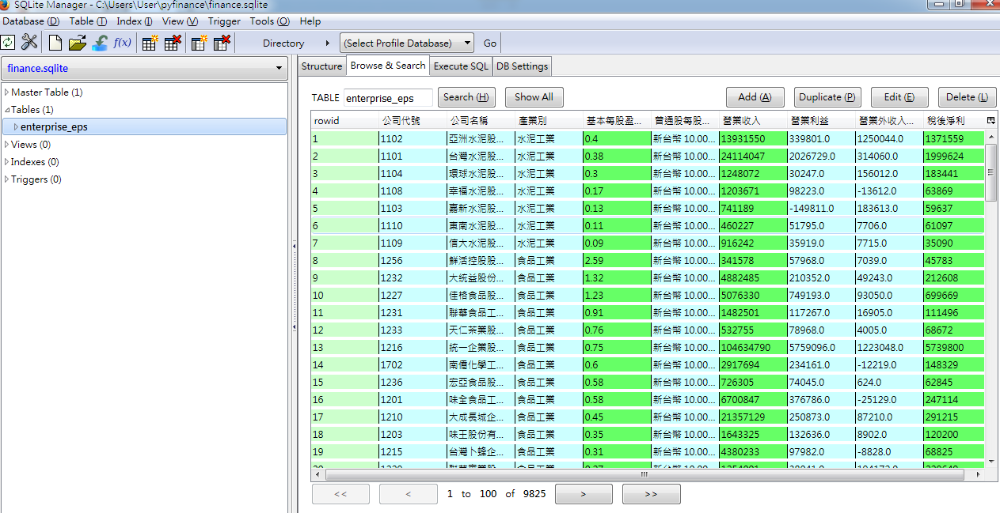 SQLite Manager - C:\Users\User\pyfinance\finance.sqlite
Database (D) Table (T) Index (I) View (V) Trigger Tools (O) Help
f(x) Directory (Select Profile Database) Go
finance.sqlite
Master Table (1)
Tables (1)
enterprise_eps
Views (0)
Indexes (0)
Triggers (0)
Structure Browse & Search Execute SQL DB Settings
TABLE enterprise_eps Search (H) Show All Add (A) Duplicate (P) Edit (E) Delete (L)
rowid 公司代號 公司名稱 產業別 基本每股盈... 普通股每股... 營業收入 營業利益 營業外收入... 稅後淨利
1 1102 亞洲水泥股... 水泥工業 0.4 新台幣 10.00... 13931550 339801.0 1250044.0 1371559
2 1101 台灣水泥股... 水泥工業 0.38 新台幣 10.00... 24114047 2026729.0 314060.0 1999624
3 1104 環球水泥股... 水泥工業 0.3 新台幣 10.00... 1248072 30247.0 156012.0 183441
4 1108 幸福水泥股... 水泥工業 0.17 新台幣 10.00... 1203671 98223.0 -13612.0 63869
5 1103 嘉新水泥股... 水泥工業 0.13 新台幣 10.00... 741189 -149811.0 183613.0 59637
6 1110 東南水泥股... 水泥工業 0.11 新台幣 10.00... 460227 51795.0 7706.0 61097
7 1109 信大水泥股... 水泥工業 0.09 新台幣 10.00... 916242 35919.0 7715.0 35090
8 1256 鮮活控股股... 食品工業 2.59 新台幣 10.00... 341578 57968.0 7039.0 45783
9 1232 大統益股份... 食品工業 1.32 新台幣 10.00... 4882485 210352.0 49243.0 212608
10 1227 佳格食品股... 食品工業 1.23 新台幣 10.00... 5076330 749193.0 93050.0 699669
11 1231 聯華食品工... 食品工業 0.91 新台幣 10.00... 1482501 117267.0 16905.0 111496
12 1233 天仁茶業股... 食品工業 0.76 新台幣 10.00... 532755 78968.0 4005.0 68672
13 1216 統一企業股... 食品工業 0.75 新台幣 10.00... 104634790 5759096.0 1223048.0 5739800
14 1702 南僑化學工... 食品工業 0.6 新台幣 10.00... 2917694 234161.0 -12219.0 148329
15 1236 宏亞食品股... 食品工業 0.58 新台幣 10.00... 726305 74045.0 624.0 62845
16 1201 味全食品工... 食品工業 0.58 新台幣 10.00... 6700847 376786.0 -25129.0 247114
17 1210 大成長城企... 食品工業 0.45 新台幣 10.00... 21357129 250873.0 87210.0 291215
18 1203 味王股份有... 食品工業 0.35 新台幣 10.00... 1643325 132636.0 8902.0 120200
19 1215 台灣卜蜂企... 食品工業 0.31 新台幣 10.00... 4380233 97982.0 -8828.0 68825
<< < 1 to 100 of 9825 > >>